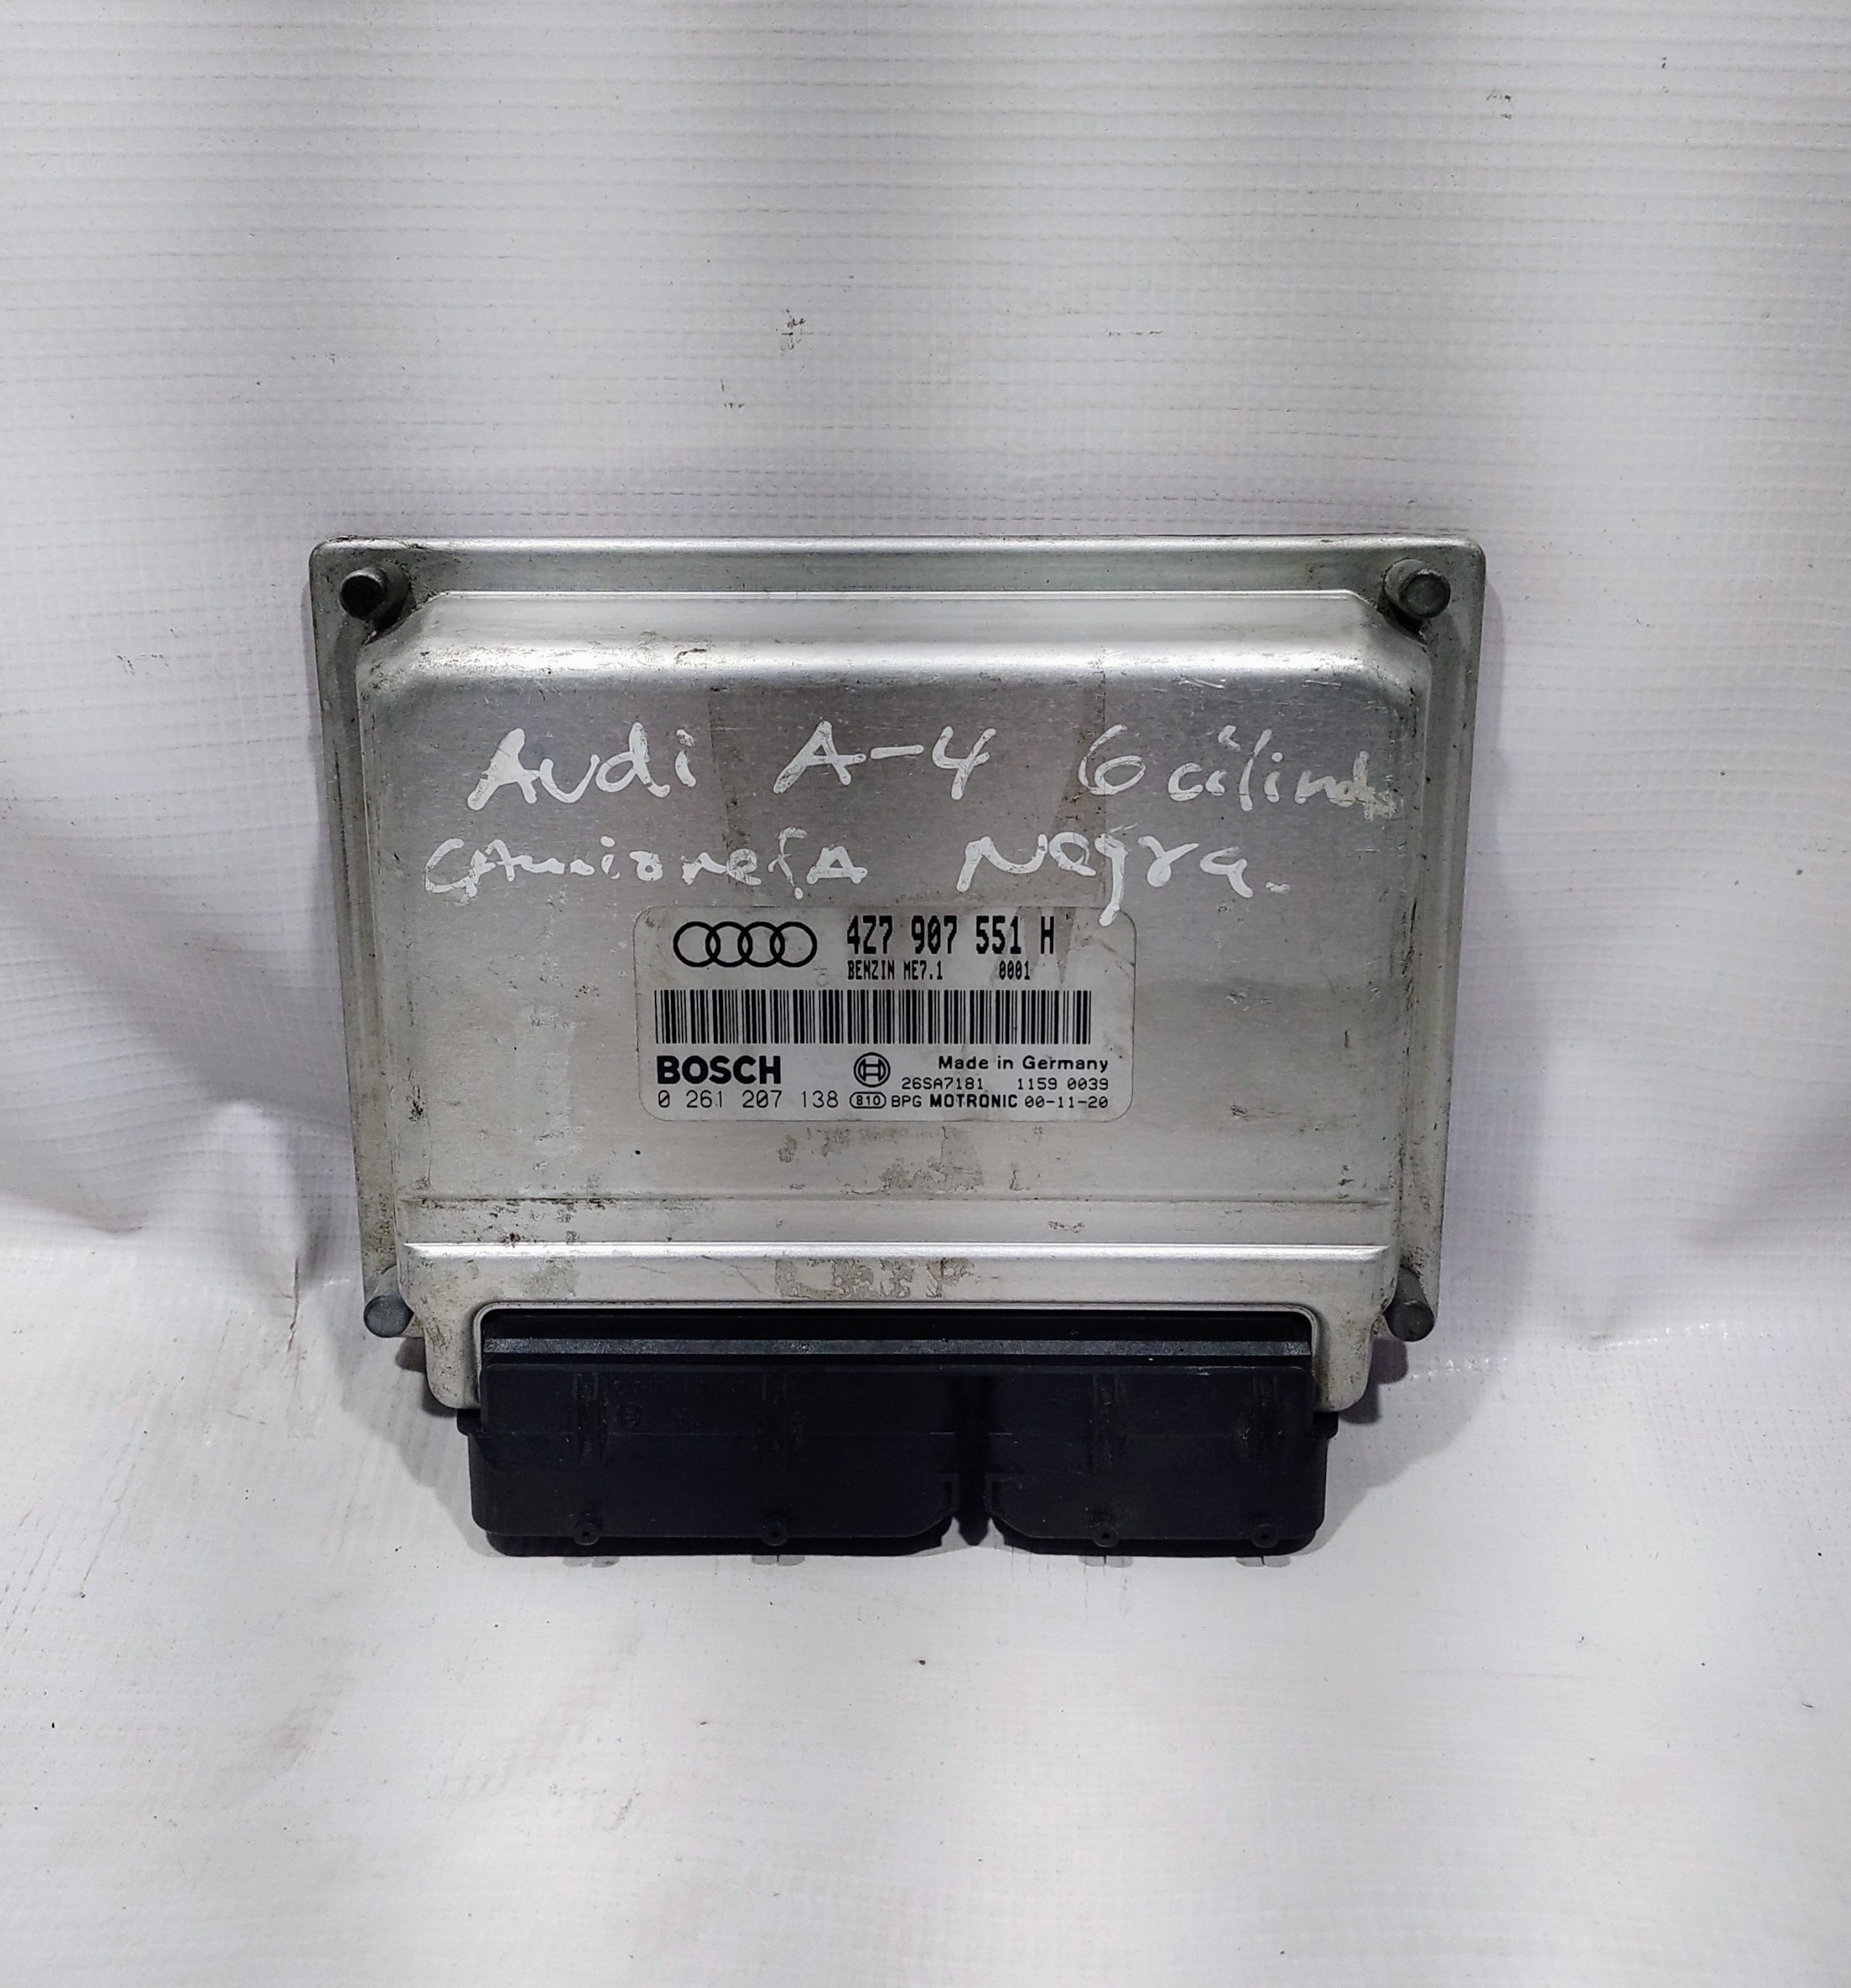 Audi A-4 6 cilind
Camioneta Negra.
4Z7 907 551 H
BENZIN ME7.1 0001
BOSCH Made in Germany
26SA7181 1159 0039
0 261 207 138 810 BPG MOTRONIC 00-11-20